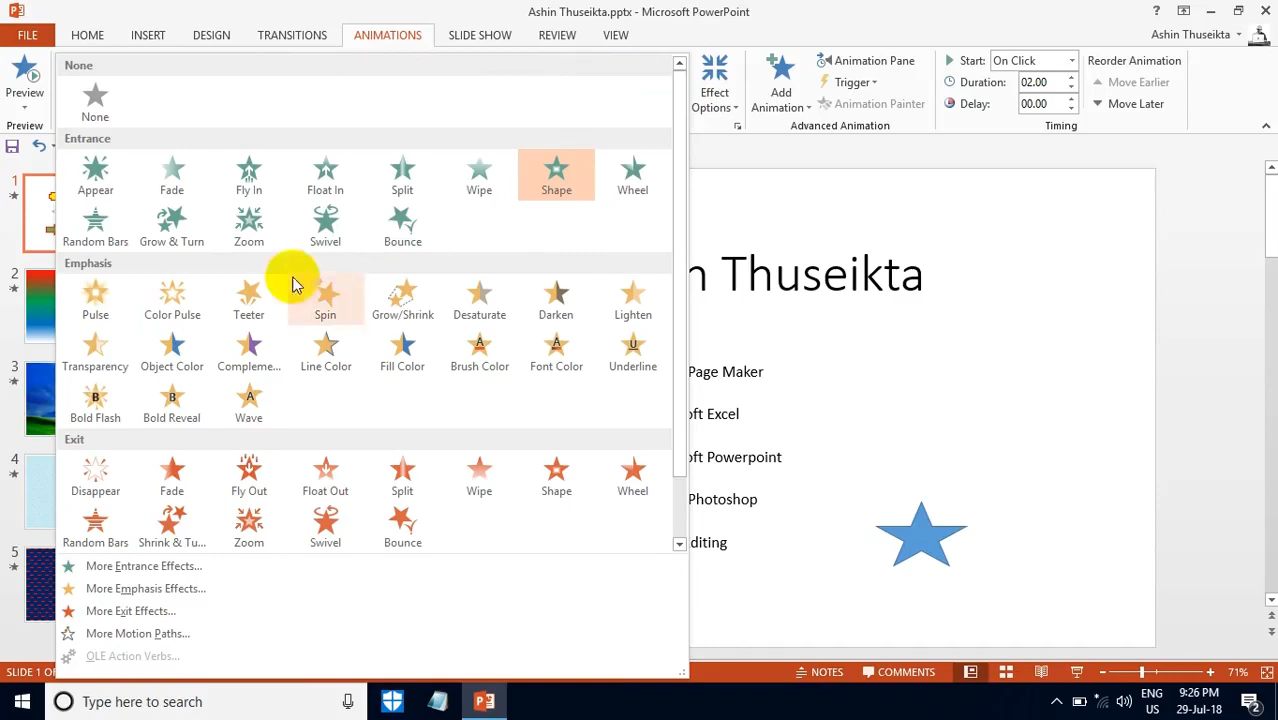 Ashin Thuseikta.pptx - Microsoft PowerPoint
?
FILE HOME INSERT DESIGN TRANSITIONS ANIMATIONS SLIDE SHOW REVIEW VIEW Ashin Thuseikta
Preview
Preview
Effect
Options
Add
Animation
Animation Pane
Trigger
Animation Painter
Advanced Animation
Start: On Click
Duration: 02.00
Delay: 00.00
Timing
Reorder Animation
Move Earlier
Move Later
None
None
Entrance
Appear Fade Fly In Float In Split Wipe Shape Wheel
Random Bars Grow & Turn Zoom Swivel Bounce
Emphasis
Pulse Color Pulse Teeter Spin Grow/Shrink Desaturate Darken Lighten
Transparency Object Color Compleme... Line Color Fill Color Brush Color Font Color Underline
B B A
Bold Flash Bold Reveal Wave
Exit
Disappear Fade Fly Out Float Out Split Wipe Shape Wheel
Random Bars Shrink & Tu... Zoom Swivel Bounce
More Entrance Effects...
More Emphasis Effects...
More Exit Effects...
More Motion Paths...
OLE Action Verbs...
1
2
3
4
5
n Thuseikta
Page Maker
oft Excel
oft Powerpoint
Photoshop
diting
SLIDE 1 OF NOTES COMMENTS 71%
Type here to search
ENG
US
9:26 PM
29-Jul-18
2